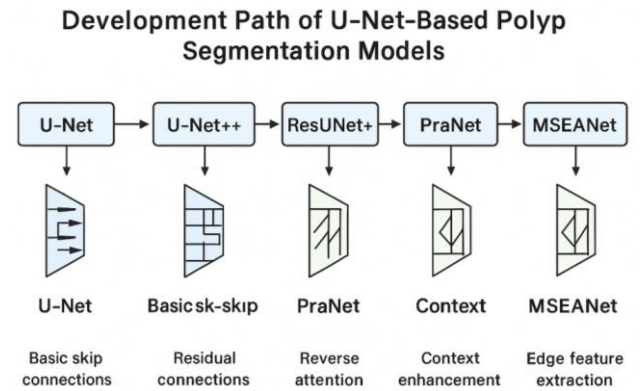 Development Path of U-Net-Based Polyp
Segmentation Models
U-Net
U-Net++
ResUNet+
PraNet
MSEANet
U-Net
Basic sk-skıp
PraNet
Context
MSEANet
Basic skip
connections
Residual
connections
Reverse
attention
Context
enhancement
Edge feature
extraction